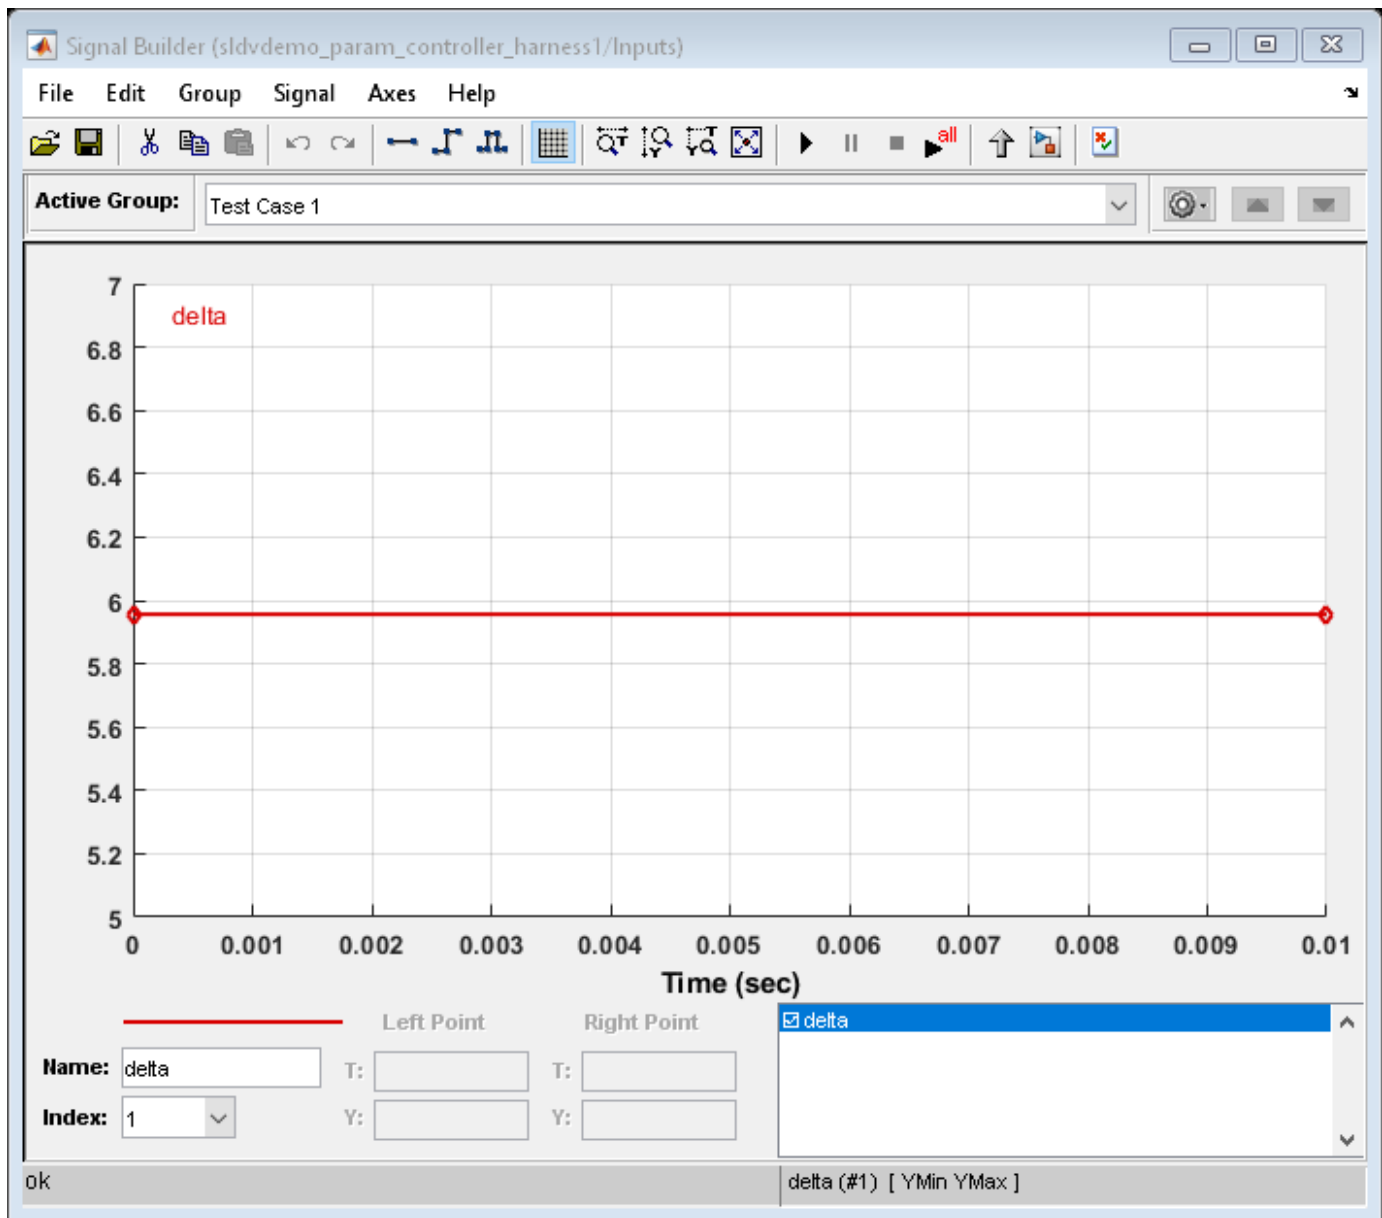 Signal Builder (sldvdemo_param_controller_harness1/Inputs)
File Edit Group Signal Axes Help
all
Active Group: Test Case 1
7
delta
6.8
6.6
6.4
6.2
6
5.8
5.6
5.4
5.2
5
0 0.001 0.002 0.003 0.004 0.005 0.006 0.007 0.008 0.009 0.01
Time (sec)
Left Point Right Point delta
Name: delta T: T:
Index: 1 Y: Y:
ok delta (#1) [ YMin YMax ]